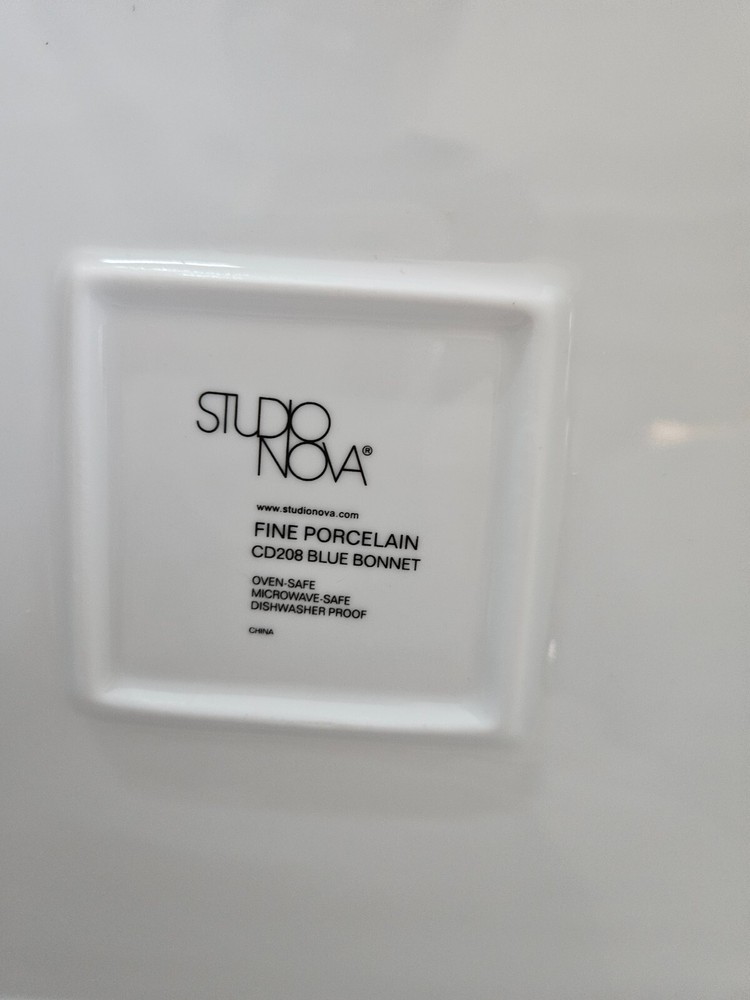 STUDIO
NOVA®
www.studionova.com
FINE PORCELAIN
CD208 BLUE BONNET
OVEN-SAFE
MICROWAVE-SAFE
DISHWASHER PROOF
CHINA